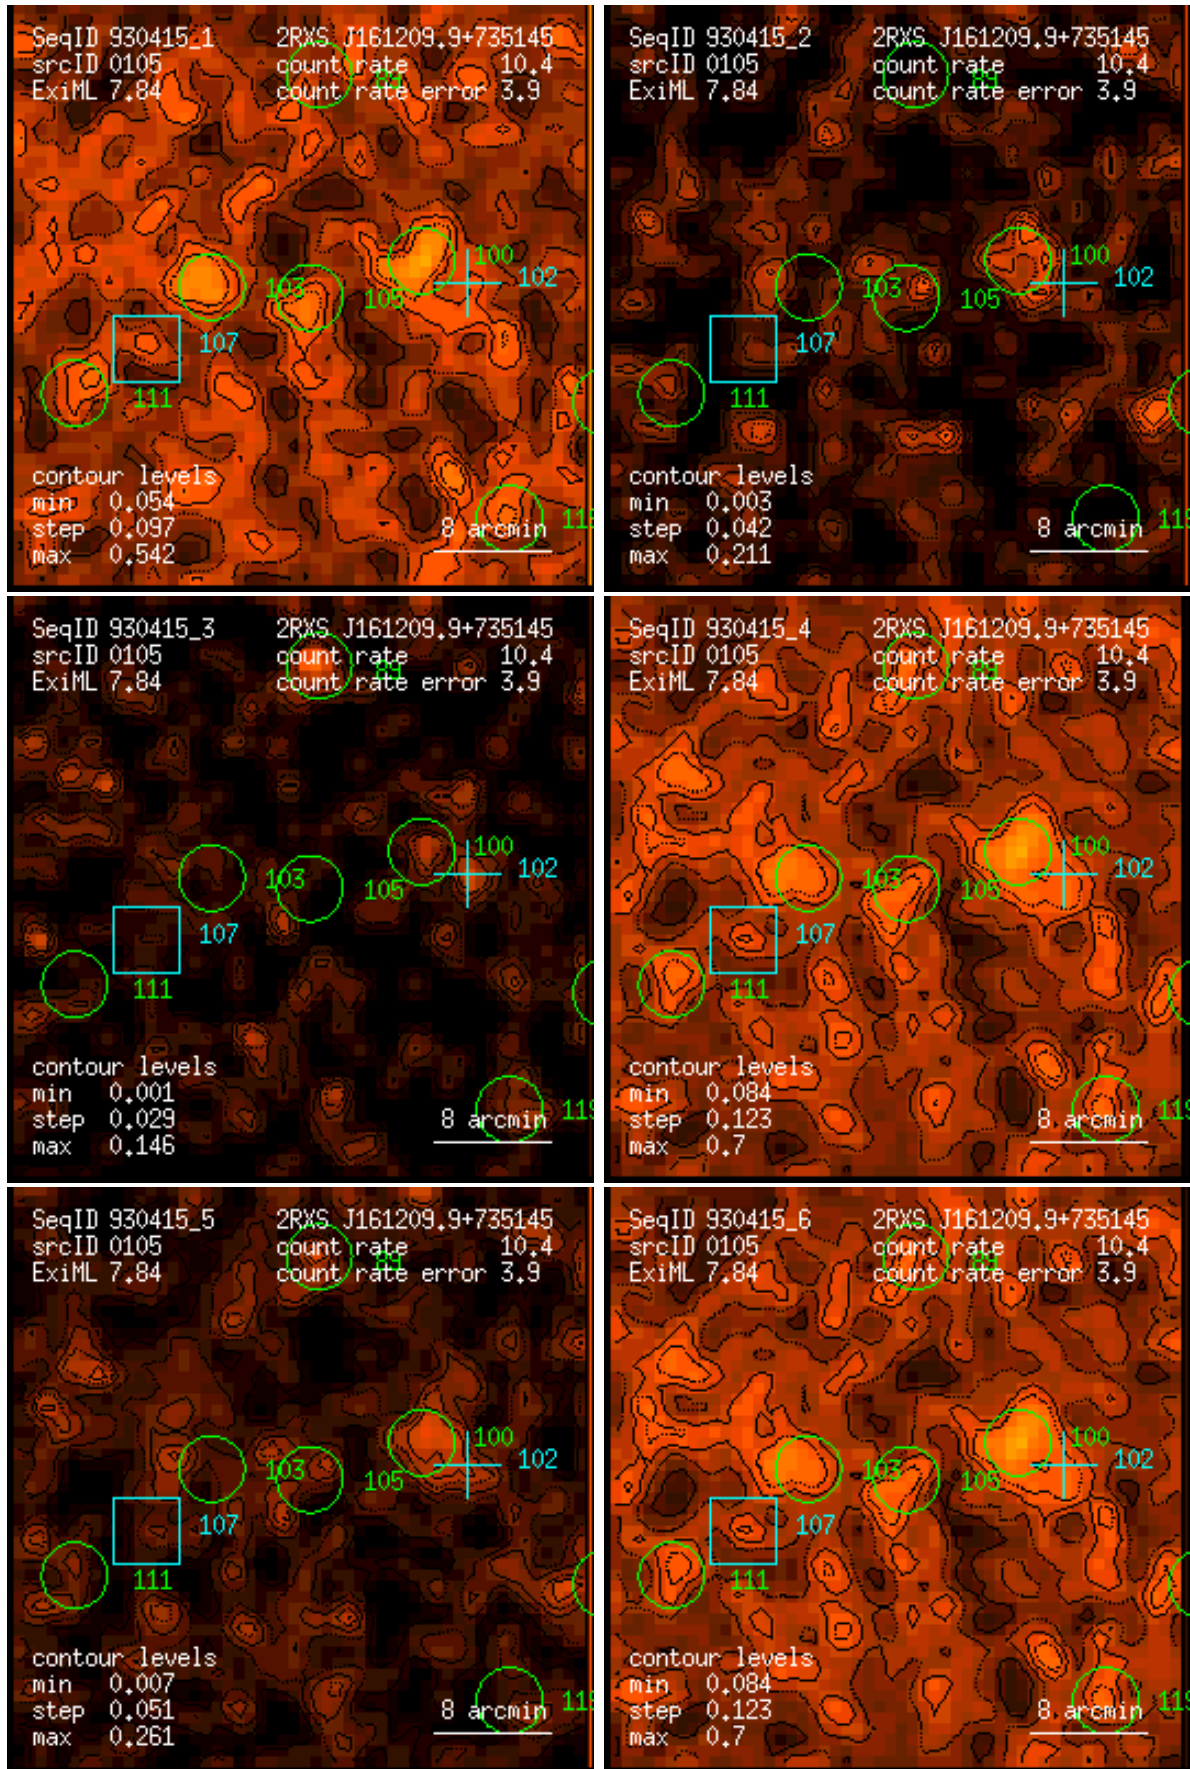 SeqID 930415_1 2RXS J161209.9+735145
srcID 0105 count rate 10.4
ExiML 7.84 count rate error 3.9
89
100
102
103
105
107
111
contour levels
min 0.054
step 0.097
max 0.542
8 arcmin
119
SeqID 930415_2 2RXS J161209.9+735145
srcID 0105 count rate 10.4
ExiML 7.84 count rate error 3.9
89
100
102
103
105
107
111
contour levels
min 0.003
step 0.042
max 0.211
8 arcmin
SeqID 930415_3 2RXS J161209.9+735145
srcID 0105 count rate 10.4
ExiML 7.84 count rate error 3.9
89
100
102
103
105
107
111
contour levels
min 0.001
step 0.029
max 0.146
8 arcmin
119
SeqID 930415_4 2RXS J161209.9+735145
srcID 0105 count rate 10.4
ExiML 7.84 count rate error 3.9
89
100
102
103
105
107
111
contour levels
min 0.084
step 0.123
max 0.7
8 arcmin
SeqID 930415_5 2RXS J161209.9+735145
srcID 0105 count rate 10.4
ExiML 7.84 count rate error 3.9
89
100
102
103
105
107
111
contour levels
min 0.007
step 0.051
max 0.261
8 arcmin
119
SeqID 930415_6 2RXS J161209.9+735145
srcID 0105 count rate 10.4
ExiML 7.84 count rate error 3.9
89
100
102
103
105
107
111
contour levels
min 0.084
step 0.123
max 0.7
8 arcmin